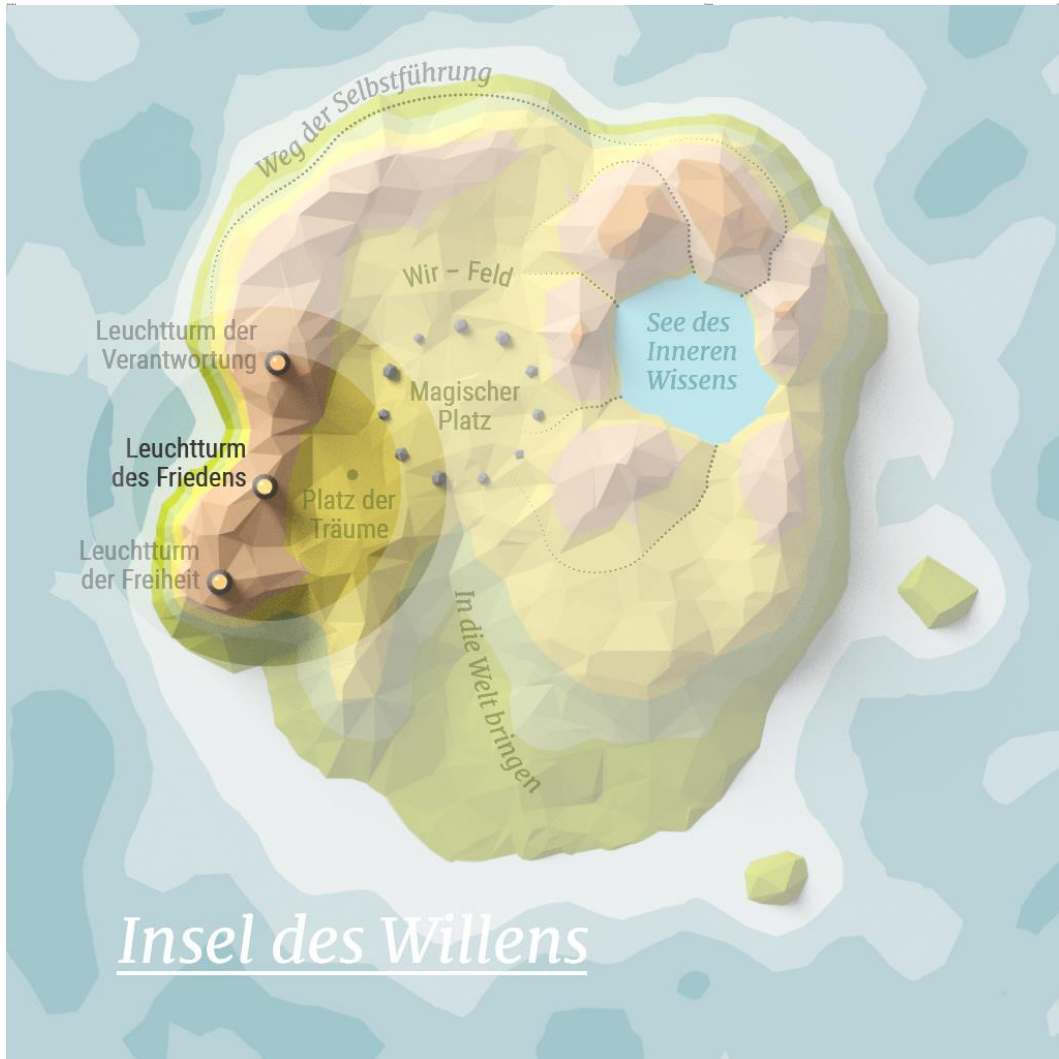 Weg der Selbstführung
Wir – Feld
See des
Inneren
Wissens
Leuchtturm der
Verantwortung
Magischer
Platz
Leuchtturm
des Friedens
Platz der
Träume
Leuchtturm
der Freiheit
In die Welt bringen
Insel des Willens